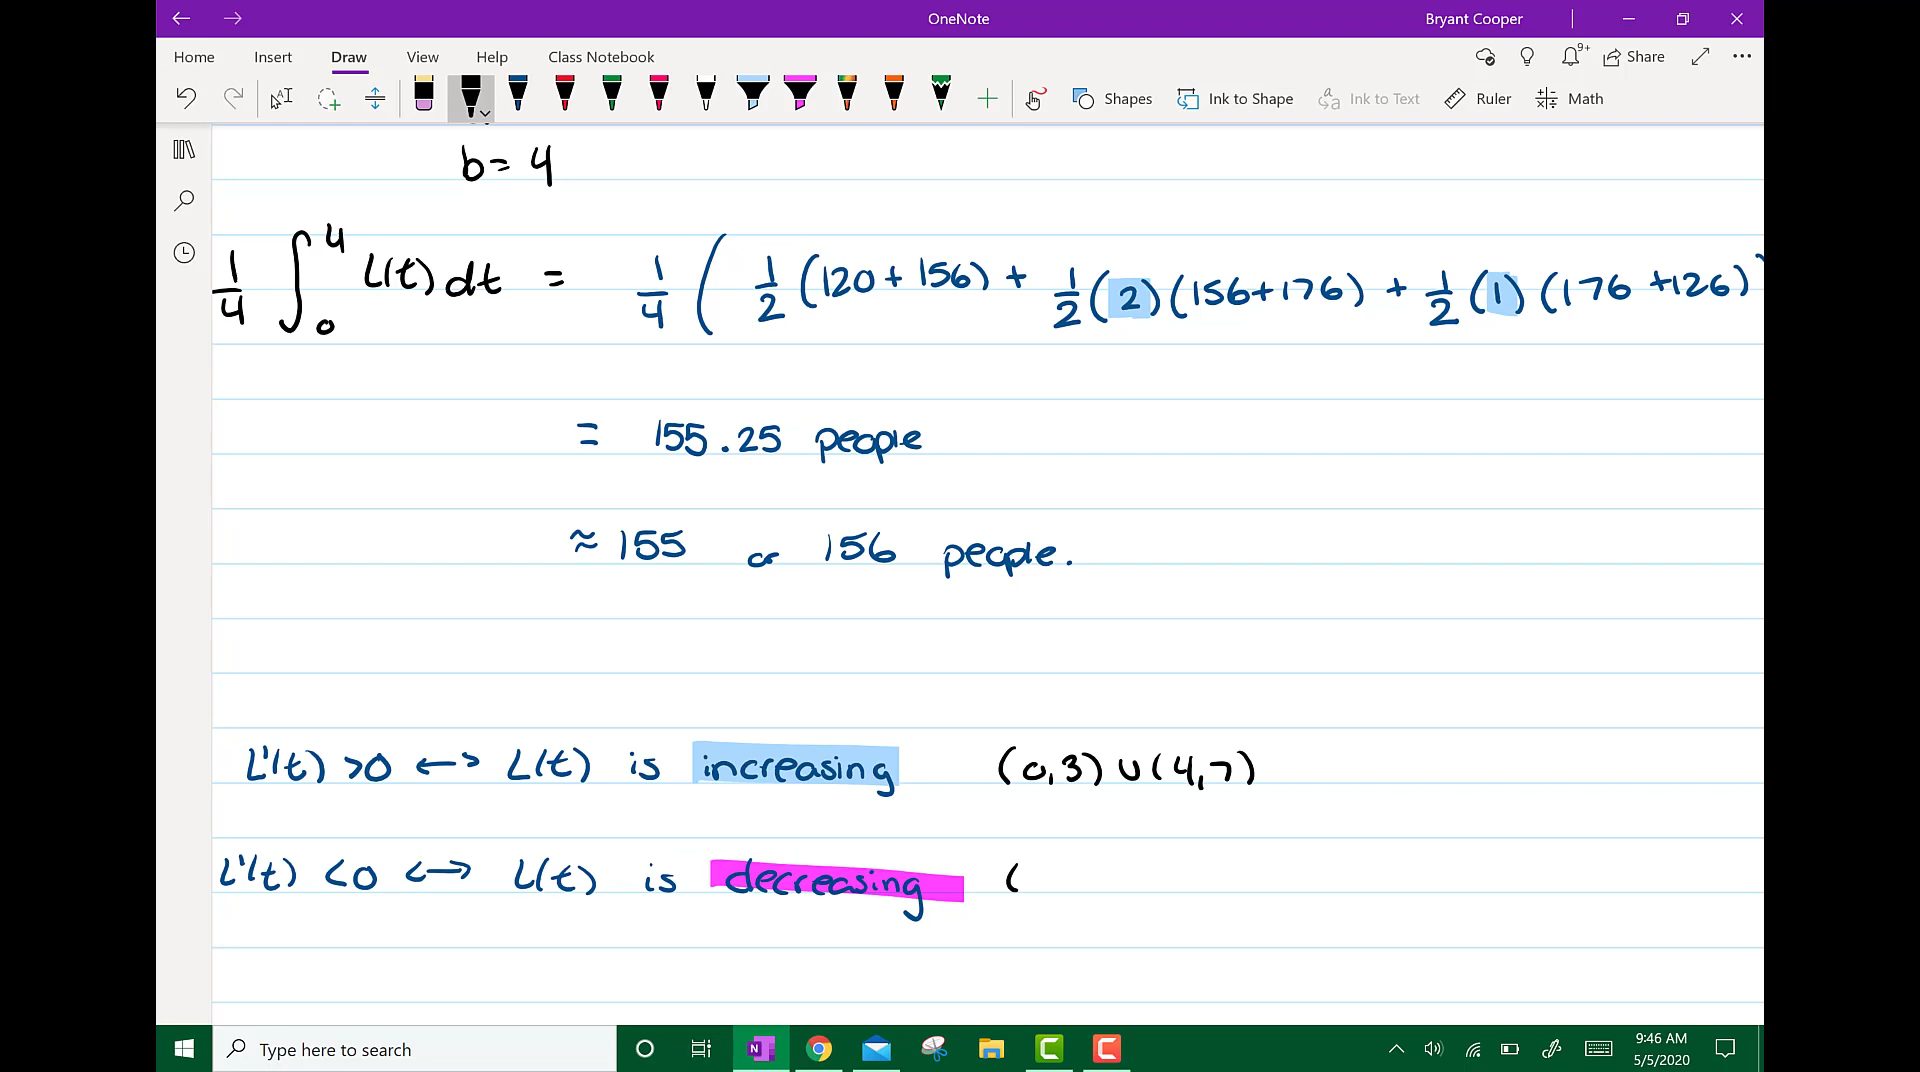 OneNote
Bryant Cooper
Home Insert Draw View Help Class Notebook
9+ Share
Shapes Ink to Shape Ink to Text Ruler Math
b = 4
1/4 ∫₀⁴ L(t) dt = 1/4 ( 1/2 (120 + 156) + 1/2 (2) (156+176) + 1/2 (1) (176 +126)
= 155.25 people
≈ 155 or 156 people.
L'(t) >0 ↔ L(t) is increasing (0,3) ∪ (4,7)
L'(t) <0 ↔ L(t) is decreasing (
Type here to search
9:46 AM
5/5/2020